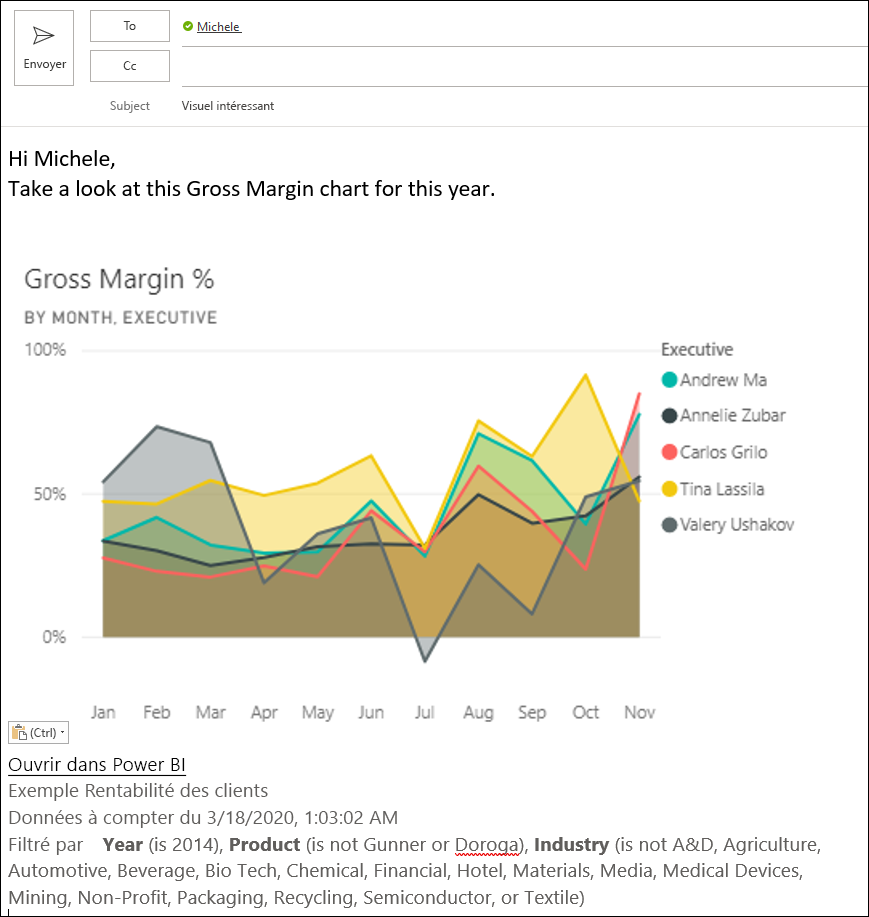 To
Michele
Envoyer
Cc
Subject
Visuel intéressant
Hi Michele,
Take a look at this Gross Margin chart for this year.
Gross Margin %
BY MONTH, EXECUTIVE
100%
50%
0%
Executive
Andrew Ma
Annelie Zubar
Carlos Grilo
Tina Lassila
Valery Ushakov
Jan Feb Mar Apr May Jun Jul Aug Sep Oct Nov
(Ctrl)
Ouvrir dans Power BI
Exemple Rentabilité des clients
Données à compter du 3/18/2020, 1:03:02 AM
Filtré par Year (is 2014), Product (is not Gunner or Doroga), Industry (is not A&D, Agriculture,
Automotive, Beverage, Bio Tech, Chemical, Financial, Hotel, Materials, Media, Medical Devices,
Mining, Non-Profit, Packaging, Recycling, Semiconductor, or Textile)